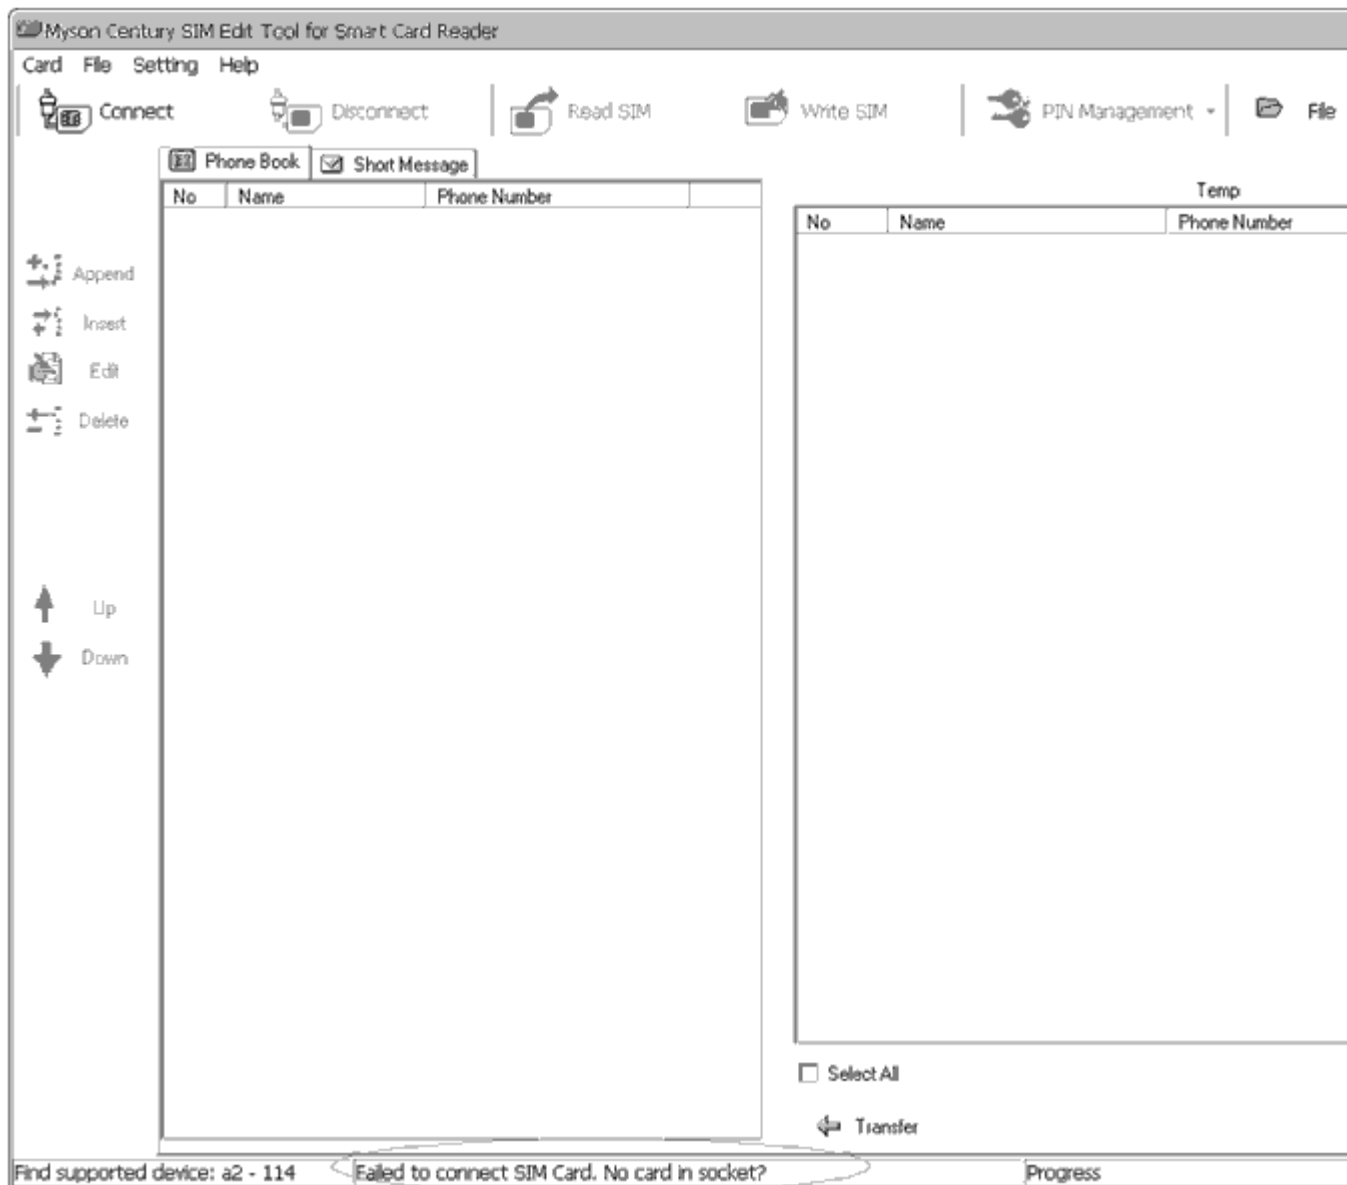 Myson Century SIM Edit Tool for Smart Card Reader
Card File Setting Help
Connect Disconnect Read SIM Write SIM PIN Management File
Phone Book Short Message
No Name Phone Number
Temp
No Name Phone Number
Append
Insert
Edit
Delete
Up
Down
Select All
Transfer
Find supported device: a2 - 114 Failed to connect SIM Card. No card in socket? Progress